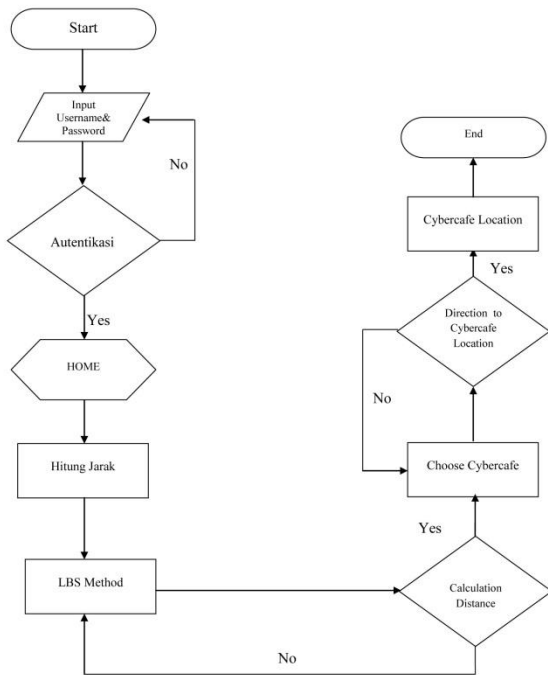 Start
Input
Username&
Password
No
Autentikasi
Yes
HOME
Hitung Jarak
LBS Method
Calculation
Distance
No
Yes
Choose Cybercafe
No
Direction to
Cybercafe
Location
Yes
Cybercafe Location
End